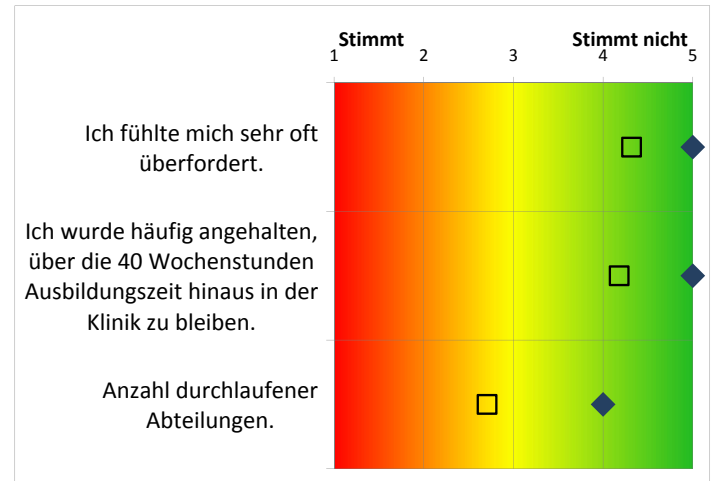 Stimmt Stimmt nicht
1 2 3 4 5
Ich fühlte mich sehr oft
überfordert.
Ich wurde häufig angehalten,
über die 40 Wochenstunden
Ausbildungszeit hinaus in der
Klinik zu bleiben.
Anzahl durchlaufener
Abteilungen.